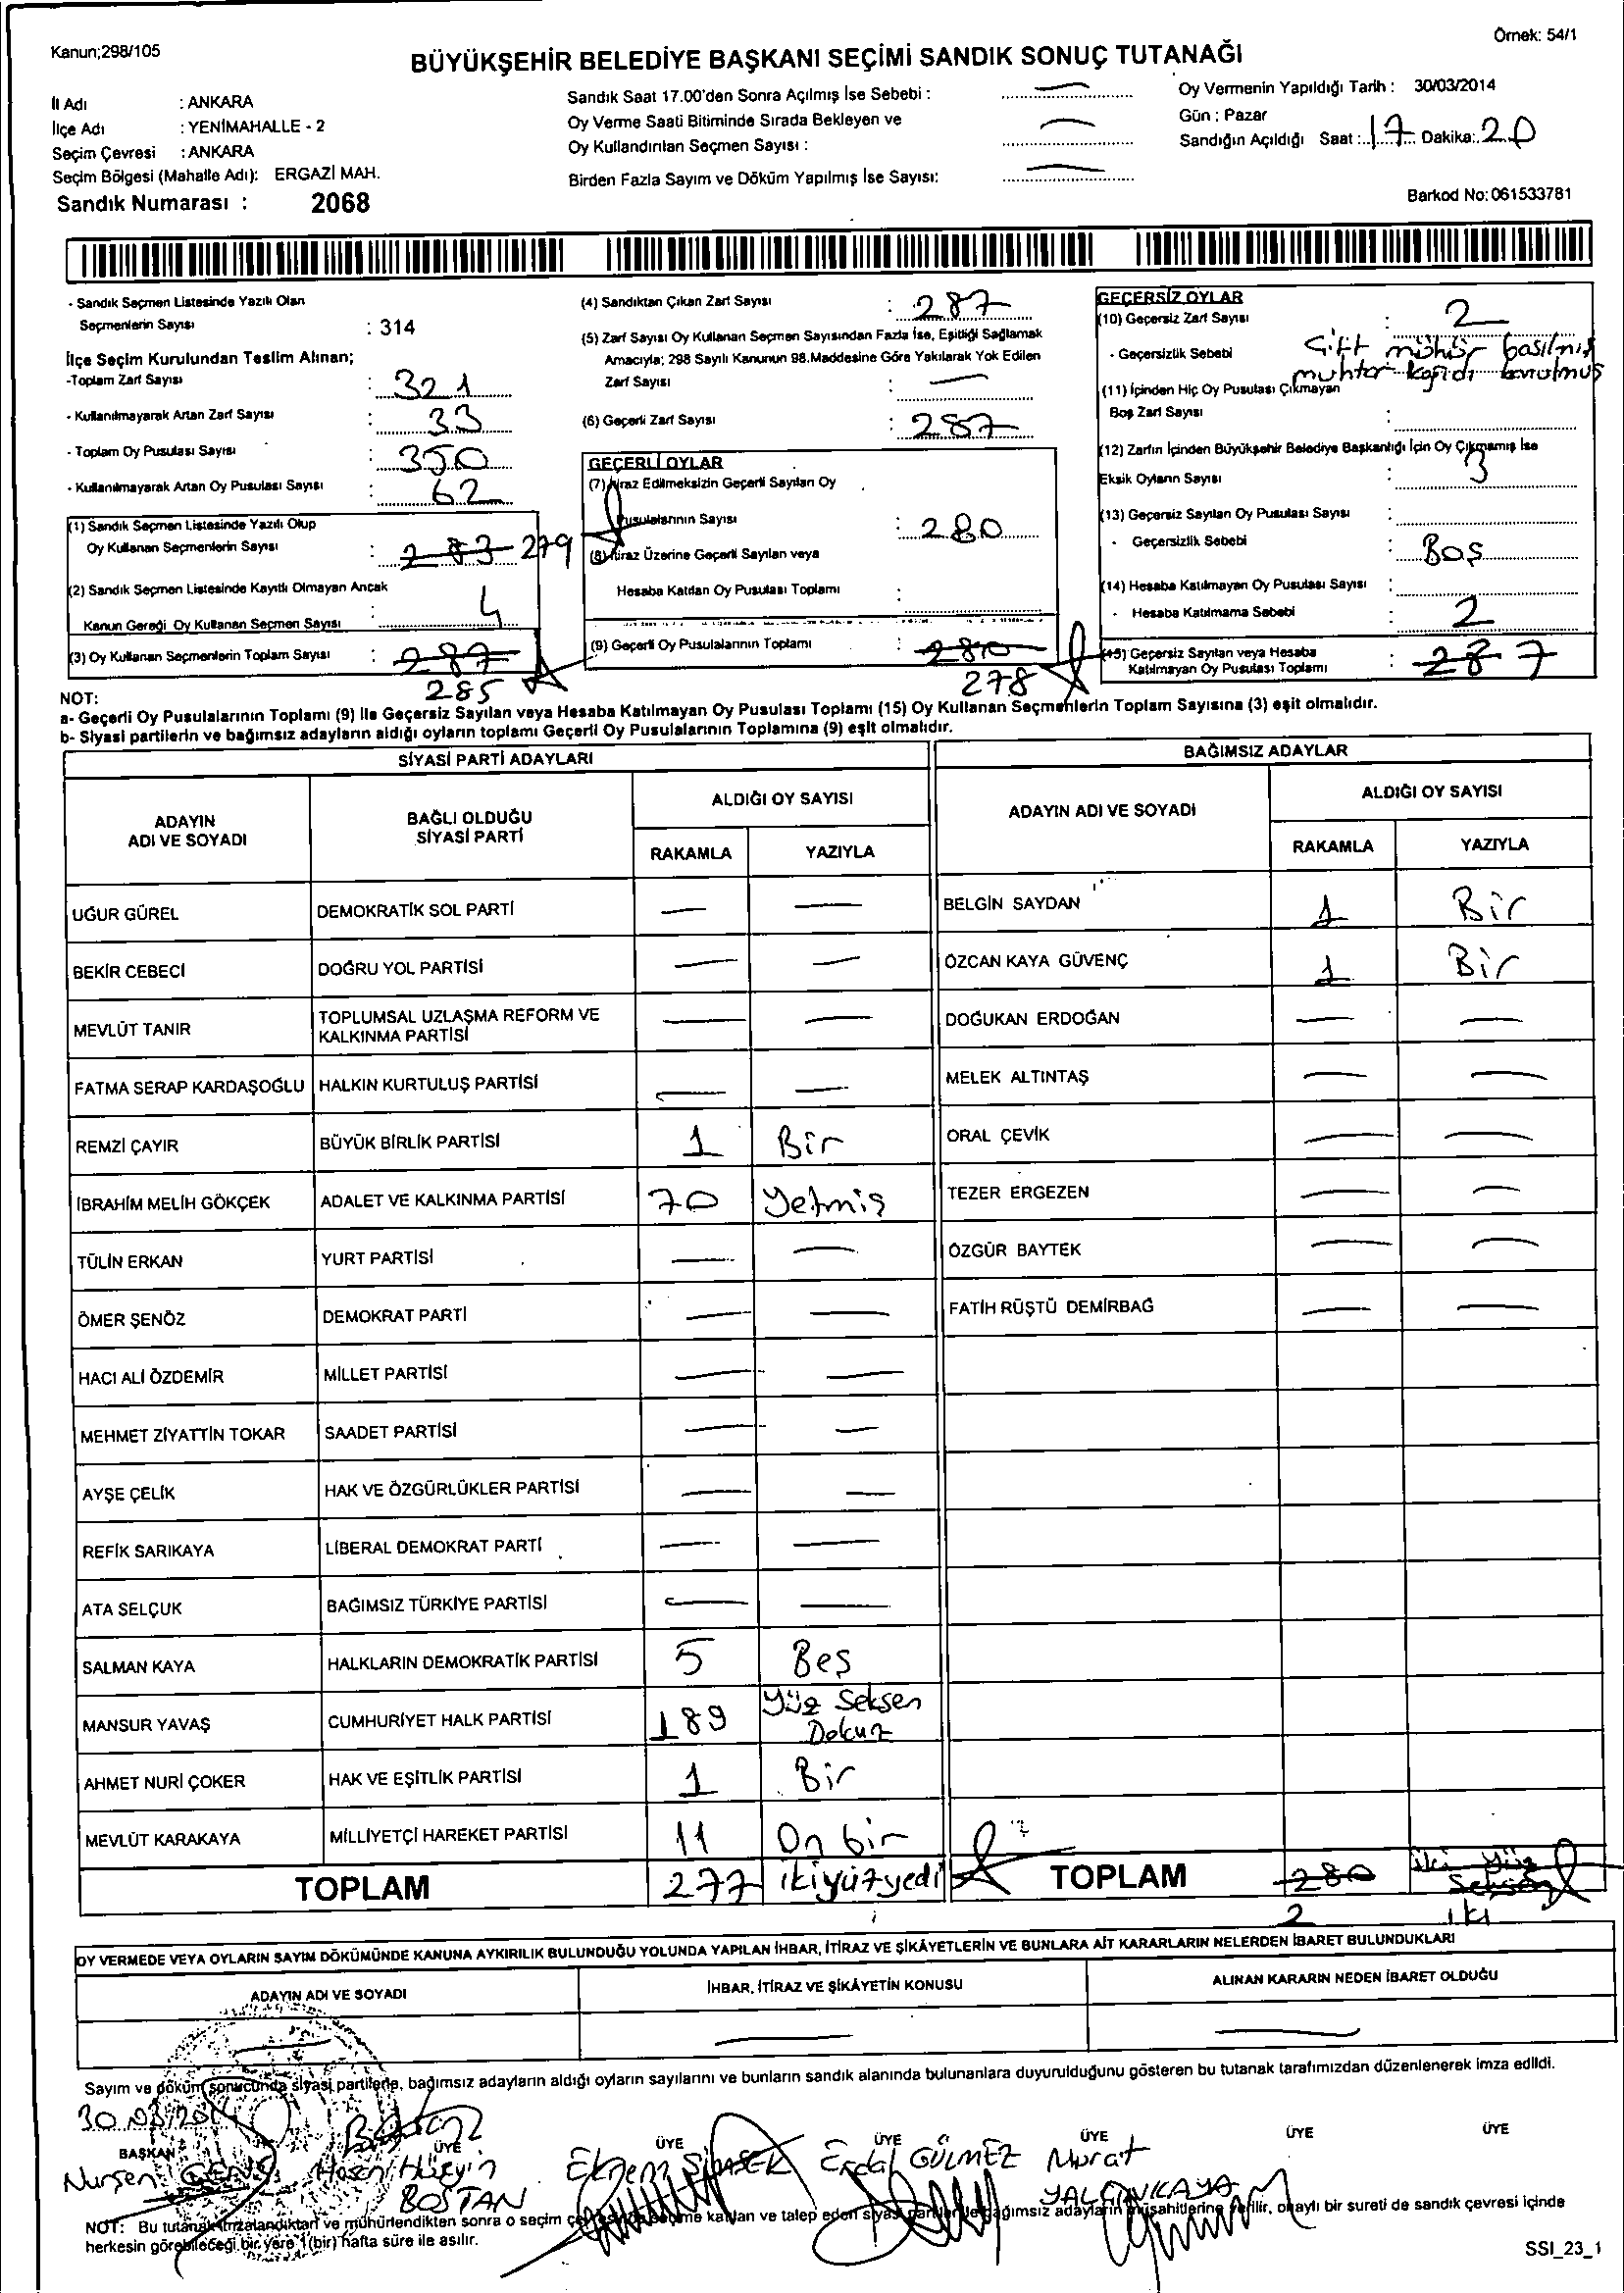 Kanun;298/105
Örnek: 54/1
BÜYÜKŞEHİR BELEDİYE BAŞKANI SEÇİMİ SANDIK SONUÇ TUTANAĞI
İl Adı : ANKARA
İlçe Adı : YENİMAHALLE - 2
Seçim Çevresi : ANKARA
Seçim Bölgesi (Mahalle Adı): ERGAZİ MAH.
Sandık Numarası : 2068
Sandık Saat 17.00'den Sonra Açılmış İse Sebebi :
Oy Verme Saati Bitiminde Sırada Bekleyen ve
Oy Kullandırılan Seçmen Sayısı :
Birden Fazla Sayım ve Döküm Yapılmış İse Sayısı:
Oy Vermenin Yapıldığı Tarih : 30/03/2014
Gün : Pazar
Sandığın Açıldığı Saat : 17 Dakika: 20
Barkod No: 061533781
- Sandık Seçmen Listesinde Yazılı Olan
Seçmenlerin Sayısı : 314
İlçe Seçim Kurulundan Teslim Alınan;
-Toplam Zarf Sayısı : 321
- Kullanılmayarak Artan Zarf Sayısı : 33
- Toplam Oy Pusulası Sayısı : 350
- Kullanılmayarak Artan Oy Pusulası Sayısı : 62
(1) Sandık Seçmen Listesinde Yazılı Olup
Oy Kullanan Seçmenlerin Sayısı : 283 279
(2) Sandık Seçmen Listesinde Kayıtlı Olmayan Ancak
Kanun Gereği Oy Kullanan Seçmen Sayısı : 4
(3) Oy Kullanan Seçmenlerin Toplam Sayısı : 287
285
(4) Sandıktan Çıkan Zarf Sayısı : 287
(5) Zarf Sayısı Oy Kullanan Seçmen Sayısından Fazla İse, Eşitliği Sağlamak
Amacıyla; 298 Sayılı Kanunun 98.Maddesine Göre Yakılarak Yok Edilen
Zarf Sayısı :
(6) Geçerli Zarf Sayısı : 287
GEÇERLİ OYLAR
(7) İtiraz Edilmeksizin Geçerli Sayılan Oy
Pusulalarının Sayısı : 280
(8) İtiraz Üzerine Geçerli Sayılan veya
Hesaba Katılan Oy Pusulası Toplamı :
(9) Geçerli Oy Pusulalarının Toplamı : 280
278
GEÇERSİZ OYLAR
(10) Geçersiz Zarf Sayısı : 2
- Geçersizlik Sebebi : Çift mühür basılmış
muhtar kağıdı konulmuş
(11) İçinden Hiç Oy Pusulası Çıkmayan
Boş Zarf Sayısı :
(12) Zarfın İçinden Büyükşehir Belediye Başkanlığı İçin Oy Çıkmamış İse
Eksik Oyların Sayısı : 3
(13) Geçersiz Sayılan Oy Pusulası Sayısı :
- Geçersizlik Sebebi : Boş
(14) Hesaba Katılmayan Oy Pusulası Sayısı :
- Hesaba Katılmama Sebebi : 2
(15) Geçersiz Sayılan veya Hesaba
Katılmayan Oy Pusulası Toplamı : 287
NOT:
a- Geçerli Oy Pusulalarının Toplamı (9) İle Geçersiz Sayılan veya Hesaba Katılmayan Oy Pusulası Toplamı (15) Oy Kullanan Seçmenlerin Toplam Sayısına (3) eşit olmalıdır.
b- Siyasi partilerin ve bağımsız adayların aldığı oyların toplamı Geçerli Oy Pusulalarının Toplamına (9) eşit olmalıdır.
SİYASİ PARTİ ADAYLARI
ADAYIN ADI VE SOYADI
BAĞLI OLDUĞU SİYASİ PARTİ
ALDIĞI OY SAYISI
RAKAMLA YAZIYLA
UĞUR GÜREL DEMOKRATİK SOL PARTİ — —
BEKİR CEBECİ DOĞRU YOL PARTİSİ — —
MEVLÜT TANIR TOPLUMSAL UZLAŞMA REFORM VE KALKINMA PARTİSİ — —
FATMA SERAP KARDAŞOĞLU HALKIN KURTULUŞ PARTİSİ — —
REMZİ ÇAYIR BÜYÜK BİRLİK PARTİSİ 1 Bir
İBRAHİM MELİH GÖKÇEK ADALET VE KALKINMA PARTİSİ 70 Yetmiş
TÜLİN ERKAN YURT PARTİSİ — —
ÖMER ŞENÖZ DEMOKRAT PARTİ — —
HACI ALİ ÖZDEMİR MİLLET PARTİSİ — —
MEHMET ZİYATTİN TOKAR SAADET PARTİSİ — —
AYŞE ÇELİK HAK VE ÖZGÜRLÜKLER PARTİSİ — —
REFİK SARIKAYA LİBERAL DEMOKRAT PARTİ — —
ATA SELÇUK BAĞIMSIZ TÜRKİYE PARTİSİ — —
SALMAN KAYA HALKLARIN DEMOKRATİK PARTİSİ 5 Beş
MANSUR YAVAŞ CUMHURİYET HALK PARTİSİ 189 Yüz Seksen Dokuz
AHMET NURİ ÇOKER HAK VE EŞİTLİK PARTİSİ 1 Bir
MEVLÜT KARAKAYA MİLLİYETÇİ HAREKET PARTİSİ 11 On bir
TOPLAM 277 ikiyüzyedi
BAĞIMSIZ ADAYLAR
ADAYIN ADI VE SOYADI
ALDIĞI OY SAYISI
RAKAMLA YAZIYLA
BELGİN SAYDAN 1 Bir
ÖZCAN KAYA GÜVENÇ 1 Bir
DOĞUKAN ERDOĞAN — —
MELEK ALTINTAŞ — —
ORAL ÇEVİK — —
TEZER ERGEZEN — —
ÖZGÜR BAYTEK — —
FATİH RÜŞTÜ DEMİRBAĞ — —
TOPLAM 280 iki yüz Seksen
2 iki
OY VERMEDE VEYA OYLARIN SAYIM DÖKÜMÜNDE KANUNA AYKIRILIK BULUNDUĞU YOLUNDA YAPILAN İHBAR, İTİRAZ VE ŞİKÂYETLERİN VE BUNLARA AİT KARARLARIN NELERDEN İBARET BULUNDUKLARI
ADAYIN ADI VE SOYADI İHBAR, İTİRAZ VE ŞİKÂYETİN KONUSU ALINAN KARARIN NEDEN İBARET OLDUĞU
Sayım ve döküm sonucunda siyasi partilerle, bağımsız adayların aldığı oyların sayılarını ve bunların sandık alanında bulunanlara duyurulduğunu gösteren bu tutanak tarafımızdan düzenlenerek imza edildi.
30.03.2014
BAŞKAN ÜYE ÜYE ÜYE ÜYE ÜYE ÜYE
Nurşen GENÇ Hasen Hüseyin BOSTAN Ekrem ŞİMŞEK Erdal GÜLMEZ Murat YALÇINKAYA
NOT: Bu tutanak imzalandıktan ve mühürlendikten sonra o seçim çevresinde seçime katılan ve talep eden siyasi partilerle bağımsız adayların müşahitlerine verilir, onaylı bir sureti de sandık çevresi içinde
herkesin görebileceği bir yere 1(bir) hafta süre ile asılır.
SSI_23_1